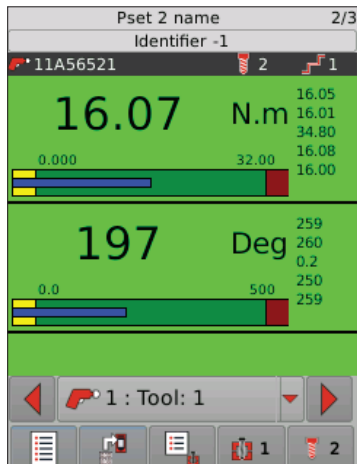 Pset 2 name 2/3
Identifier -1
11A56521 2 1
16.07 N.m
16.05
16.01
34.80
16.08
16.00
0.000 32.00
197 Deg
259
260
0.2
250
259
0.0 500
1 : Tool: 1
1 2